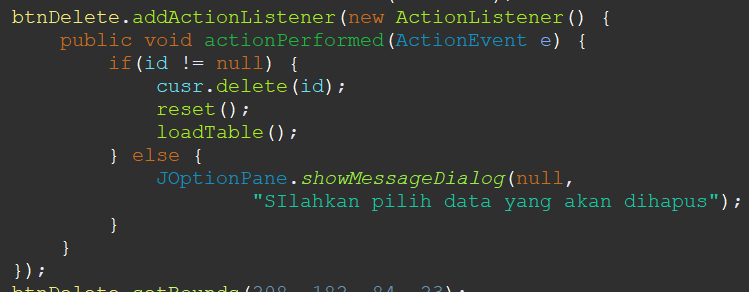 btnDelete.addActionListener(new ActionListener() {
    public void actionPerformed(ActionEvent e) {
        if(id != null) {
            cusr.delete(id);
            reset();
            loadTable();
        } else {
            JOptionPane.showMessageDialog(null,
                    "SIlahkan pilih data yang akan dihapus");
        }
    }
});
btnDelete.setBounds(208, 182, 84, 23);